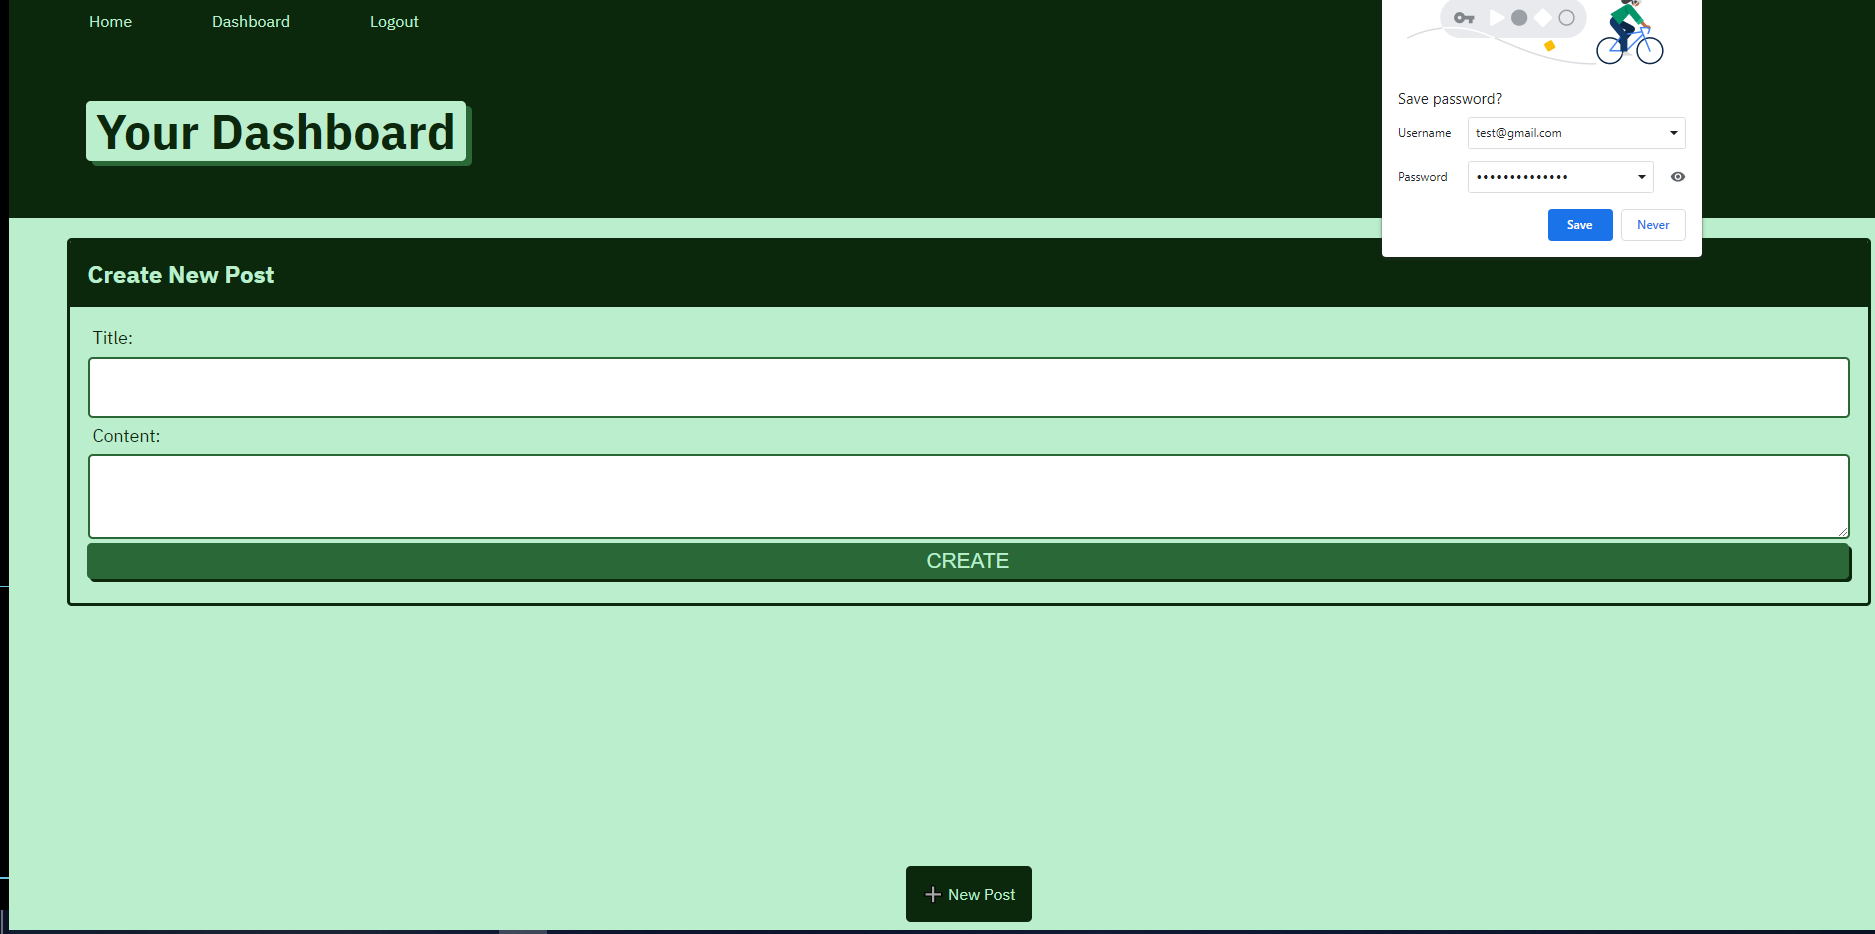 Home Dashboard Logout
Your Dashboard
Save password?
Username test@gmail.com
Password ••••••••••••••
Save Never
Create New Post
Title:
Content:
CREATE
New Post